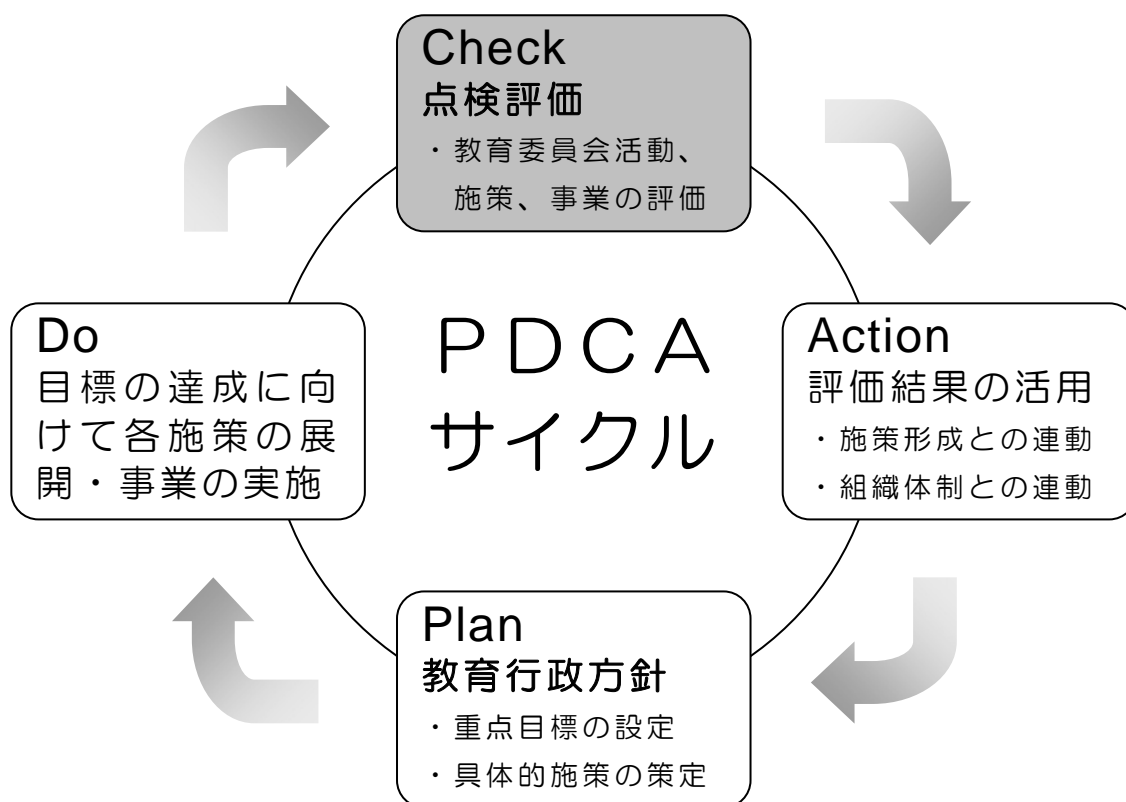 Check
点検評価
・教育委員会活動、
施策、事業の評価
Do
目標の達成に向
けて各施策の展
開・事業の実施
ＰＤＣＡ
サイクル
Action
評価結果の活用
・施策形成との連動
・組織体制との連動
Plan
教育行政方針
・重点目標の設定
・具体的施策の策定